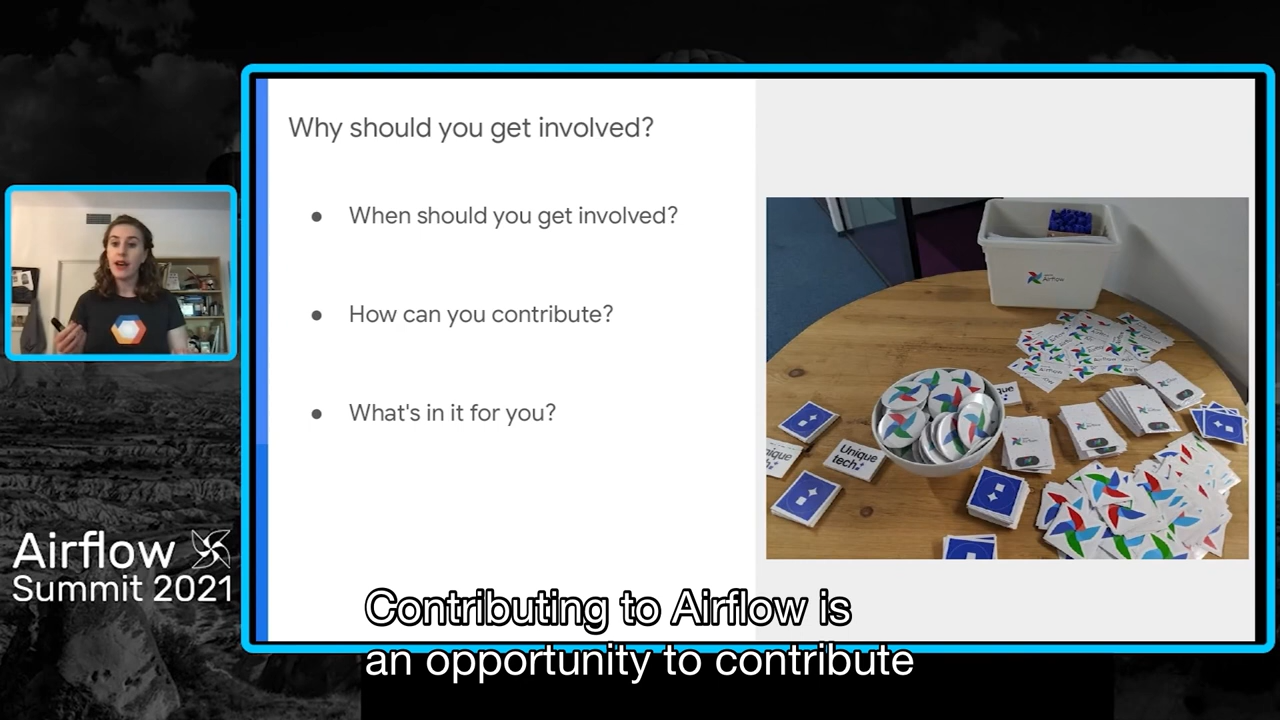 Why should you get involved?
● When should you get involved?
● How can you contribute?
● What's in it for you?
Airflow
Unique
tech
Airflow
Summit 2021
Contributing to Airflow is
an opportunity to contribute